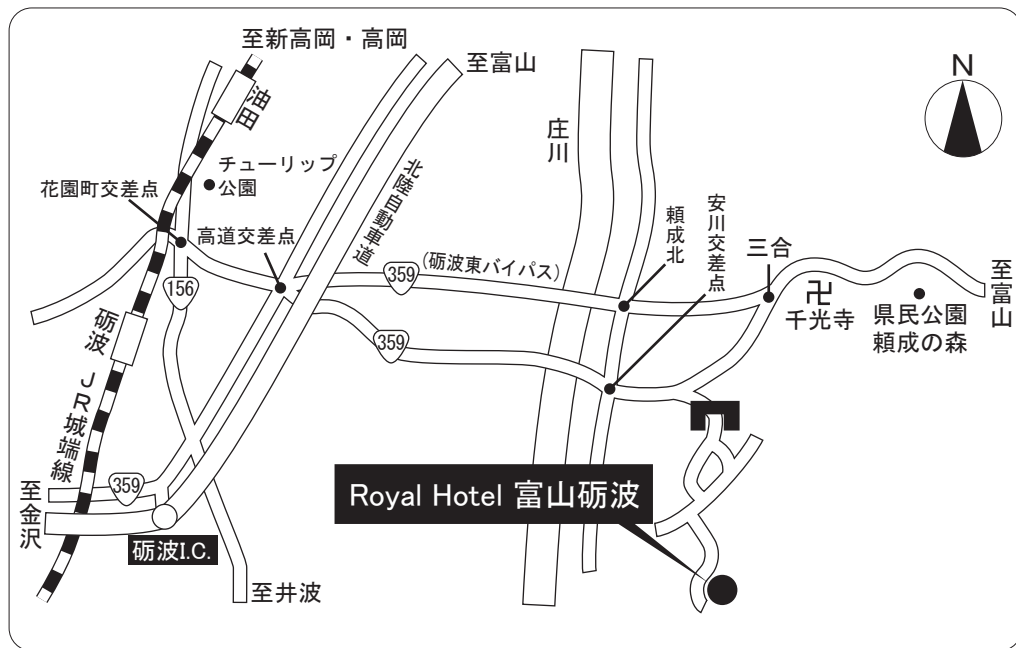 至新高岡・高岡
至富山
N
油田
庄川
チューリップ
公園
北陸自動車道
花園町交差点
高道交差点
頼成北
安川交差点
三合
至富山
359
(砺波東バイパス)
156
卍
千光寺
県民公園
頼成の森
砺波
359
JR城端線
359
至金沢
Royal Hotel 富山砺波
砺波I.C.
至井波